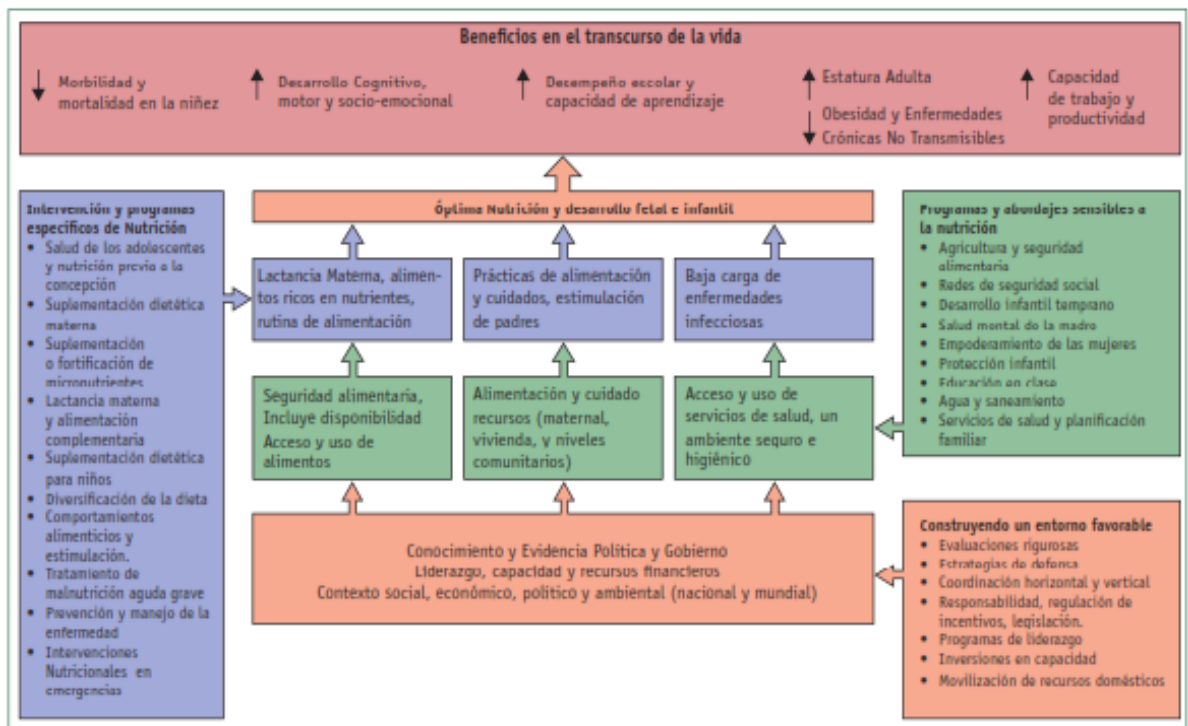 Beneficios en el transcurso de la vida
Morbilidad y
mortalidad en la niñez
Desarrollo Cognitivo,
motor y socio-emocional
Desempeño escolar y
capacidad de aprendizaje
Estatura Adulta
Obesidad y Enfermedades
Crónicas No Transmisibles
Capacidad
de trabajo y
productividad
Intervención y programas
específicos de Nutrición
• Salud de los adolescentes
y nutrición previa a la
concepción
• Suplementación dietética
materna
• Suplementación
o fortificación de
micronutrientes
• Lactancia materna
y alimentación
complementaria
• Suplementación dietética
para niños
• Diversificación de la dieta
• Comportamientos
alimenticios y
estimulación.
• Tratamiento de
malnutrición aguda grave
• Prevención y manejo de la
enfermedad
• Intervenciones
Nutricionales en
emergencias
Óptima Nutrición y desarrollo fetal e infantil
Lactancia Materna, alimen-
tos ricos en nutrientes,
rutina de alimentación
Prácticas de alimentación
y cuidados, estimulación
de padres
Baja carga de
enfermedades
infecciosas
Seguridad alimentaria,
Incluye disponibilidad
Acceso y uso de
alimentos
Alimentación y cuidado
recursos (maternal,
vivienda, y niveles
comunitarios)
Acceso y uso de
servicios de salud, un
ambiente seguro e
higiénico
Conocimiento y Evidencia Política y Gobierno
Liderazgo, capacidad y recursos financieros
Contexto social, económico, político y ambiental (nacional y mundial)
Programas y abordajes sensibles a
la nutrición
• Agricultura y seguridad
alimentaria
• Redes de seguridad social
• Desarrollo infantil temprano
• Salud mental de la madre
• Empoderamiento de las mujeres
• Protección infantil
• Educación en clase
• Agua y saneamiento
• Servicios de salud y planificación
familiar
Construyendo un entorno favorable
• Evaluaciones rigurosas
• Estrategias de defensa
• Coordinación horizontal y vertical
• Responsabilidad, regulación de
incentivos, legislación.
• Programas de liderazgo
• Inversiones en capacidad
• Movilización de recursos domésticos